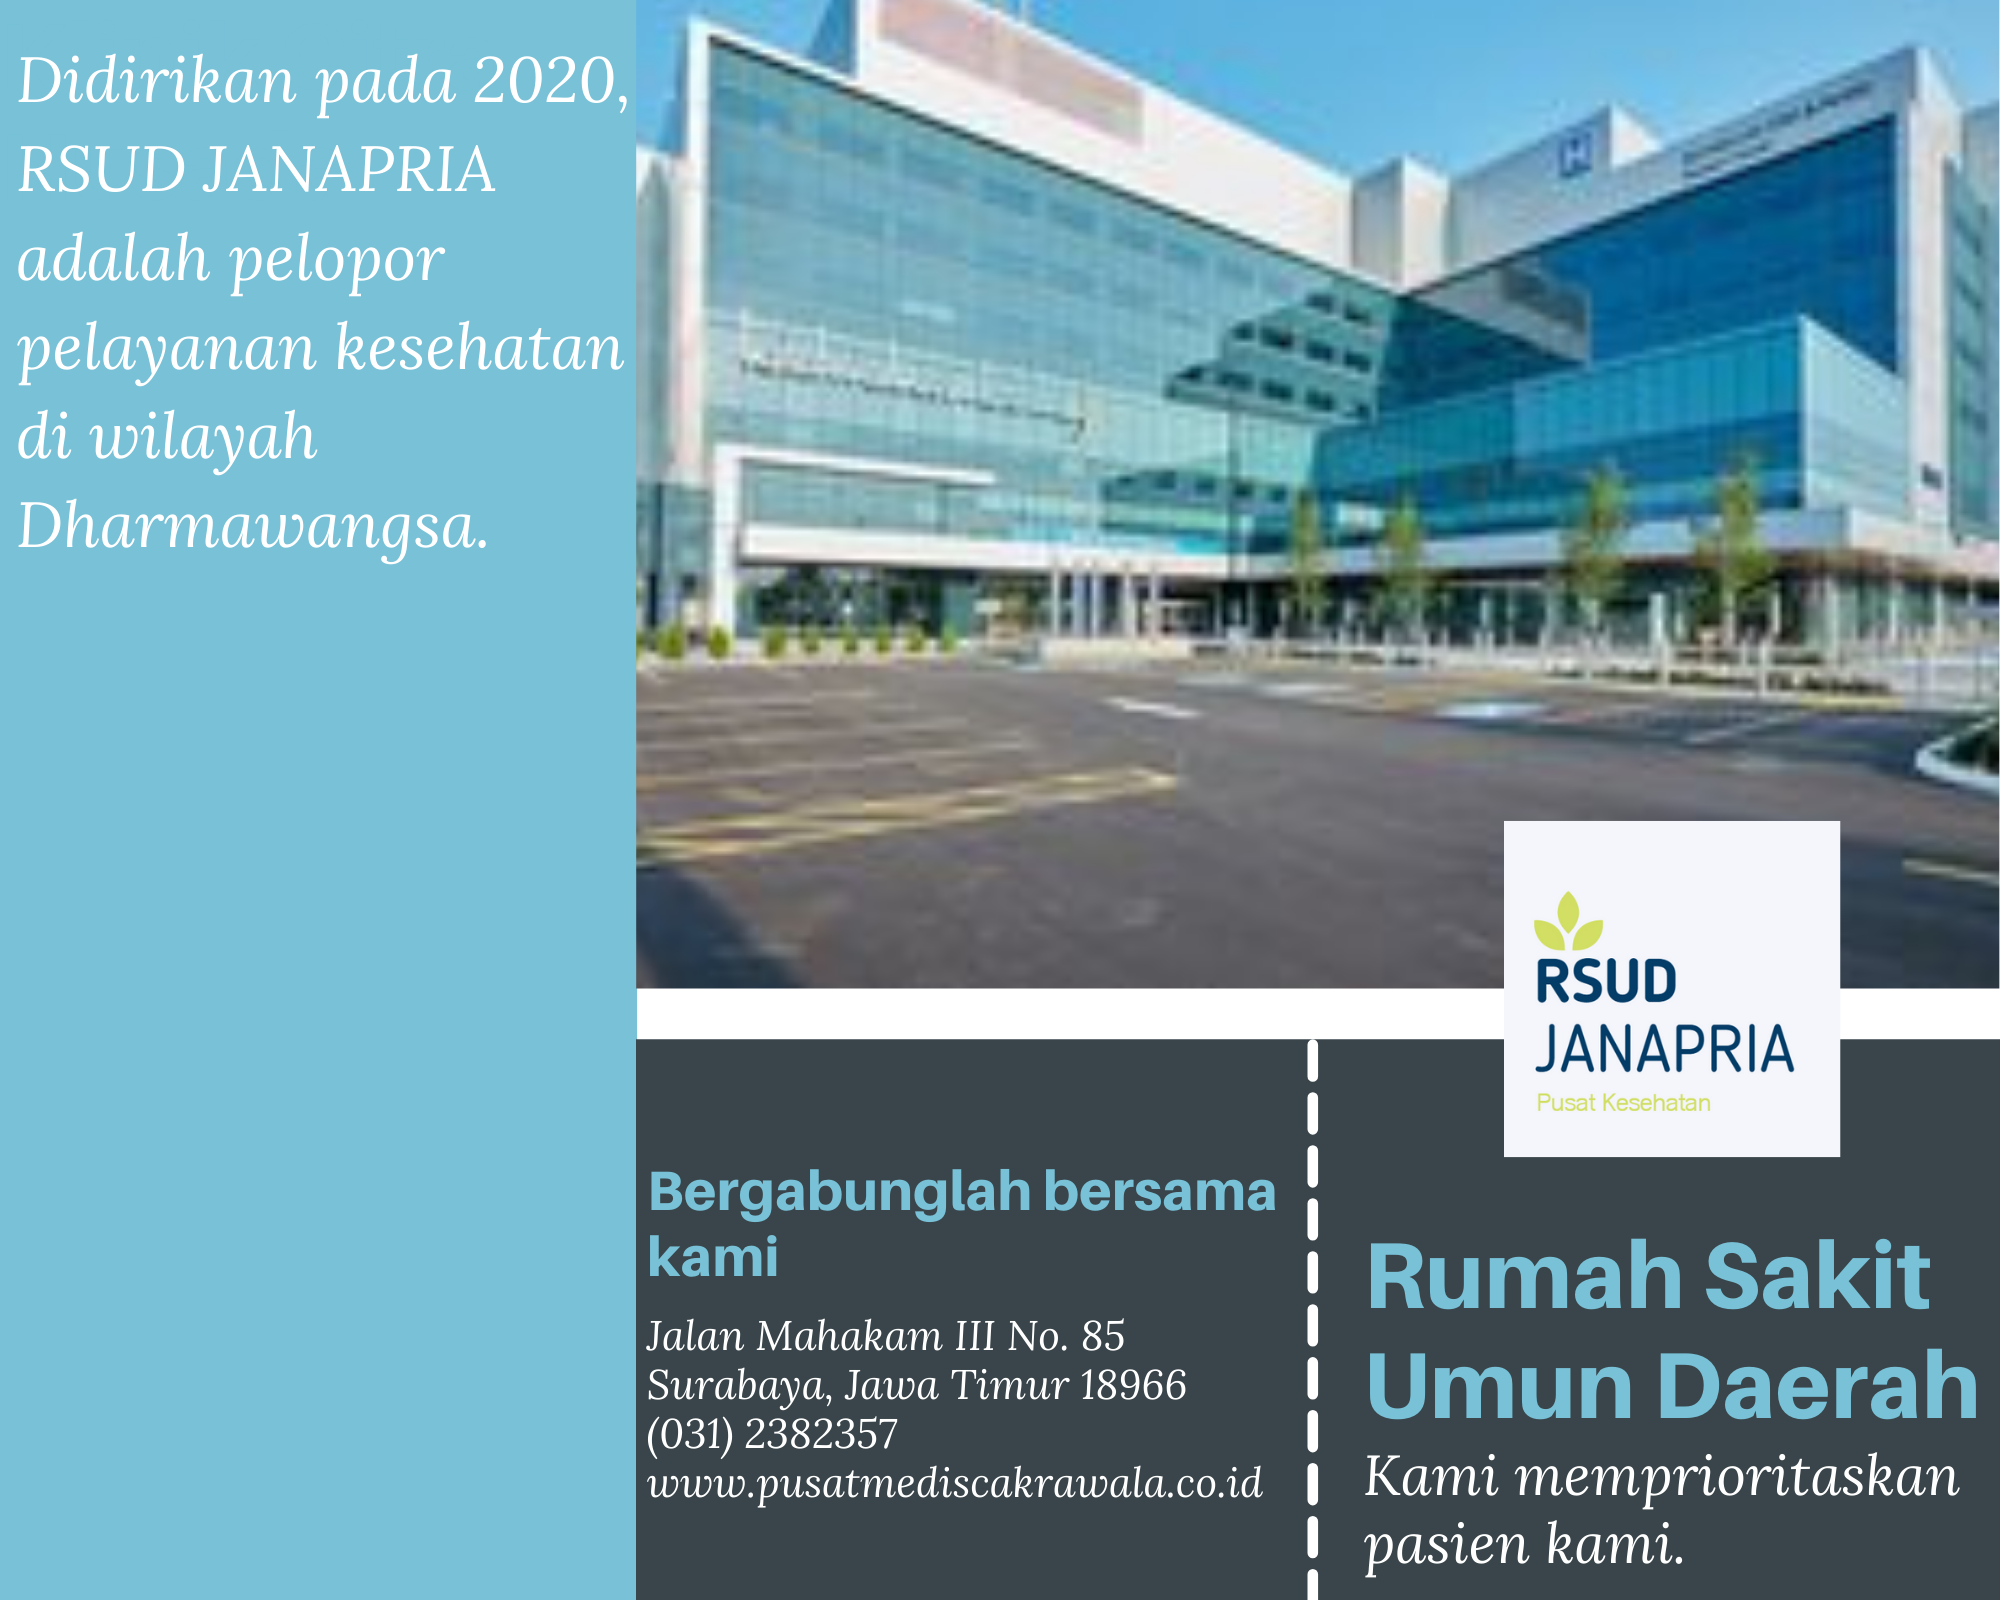 Didirikan pada 2020,
RSUD JANAPRIA
adalah pelopor
pelayanan kesehatan
di wilayah
Dharmawangsa.
H
RSUD
JANAPRIA
Pusat Kesehatan
Bergabunglah bersama
kami
Jalan Mahakam III No. 85
Surabaya, Jawa Timur 18966
(031) 2382357
www.pusatmediscakrawala.co.id
Rumah Sakit
Umun Daerah
Kami memprioritaskan
pasien kami.